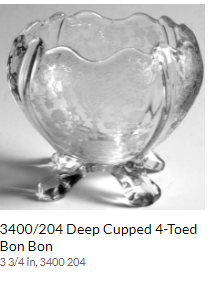 3400/204 Deep Cupped 4-Toed
Bon Bon
3 3/4 in, 3400 204